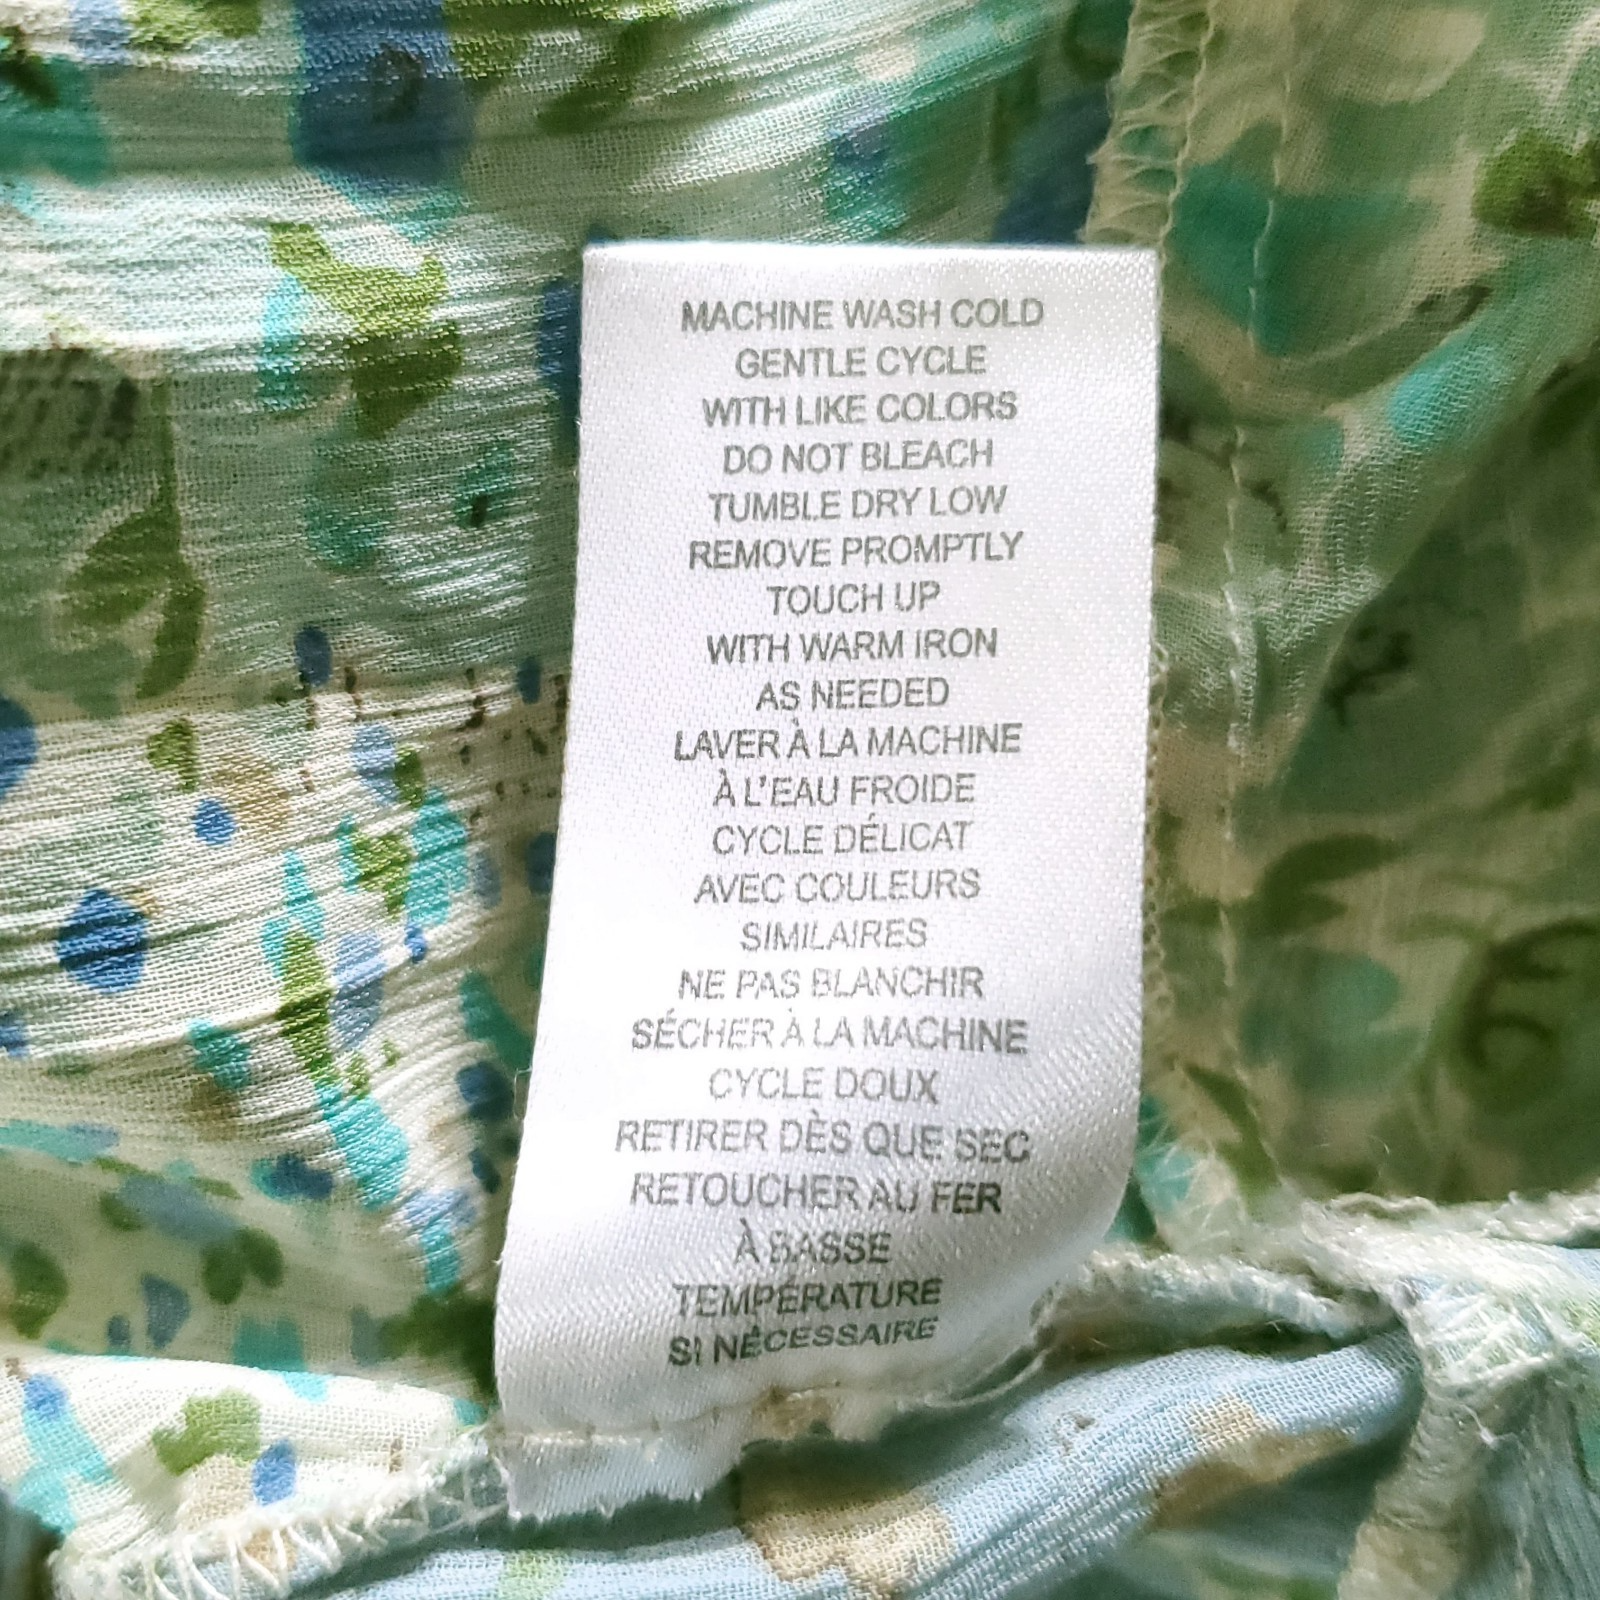 MACHINE WASH COLD
GENTLE CYCLE
WITH LIKE COLORS
DO NOT BLEACH
TUMBLE DRY LOW
REMOVE PROMPTLY
TOUCH UP
WITH WARM IRON
AS NEEDED
LAVER À LA MACHINE
À L'EAU FROIDE
CYCLE DÉLICAT
AVEC COULEURS
SIMILAIRES
NE PAS BLANCHIR
SÉCHER À LA MACHINE
CYCLE DOUX
RETIRER DÈS QUE SEC
RETOUCHER AU FER
À BASSE
TEMPÉRATURE
SI NÉCESSAIRE